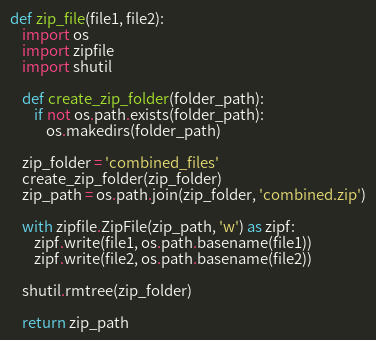 def zip_file(file1, file2):
    import os
    import zipfile
    import shutil
    def create_zip_folder(folder_path):
        if not os.path.exists(folder_path):
            os.makedirs(folder_path)
    zip_folder = 'combined_files'
    create_zip_folder(zip_folder)
    zip_path = os.path.join(zip_folder, 'combined.zip')
    with zipfile.ZipFile(zip_path, 'w') as zipf:
        zipf.write(file1, os.path.basename(file1))
        zipf.write(file2, os.path.basename(file2))
    shutil.rmtree(zip_folder)
    return zip_path